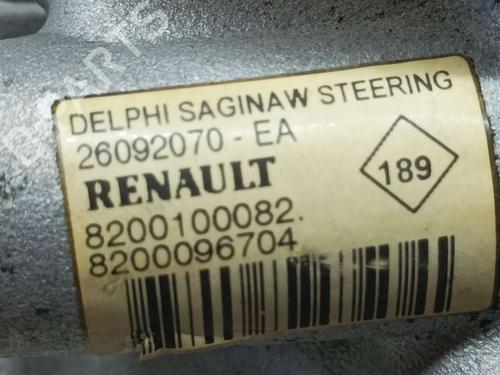 DELPHI SAGINAW STEERING
26092070 - EA
RENAULT
189
8200100082.
8200096704